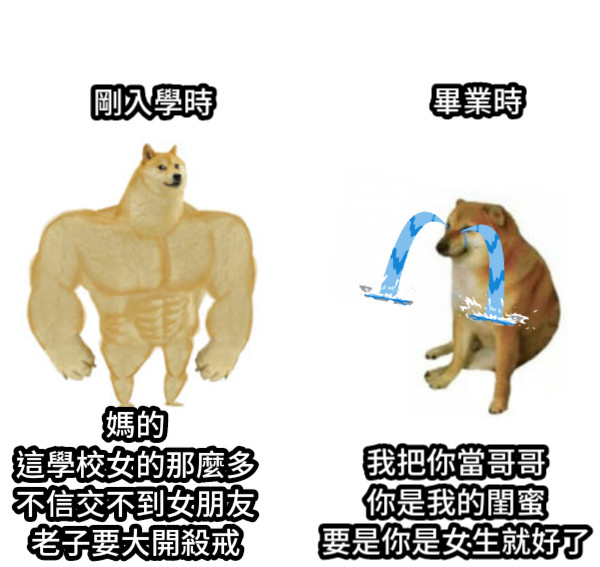 剛入學時
畢業時
媽的
這學校女的那麼多
不信交不到女朋友
老子要大開殺戒
我把你當哥哥
你是我的閨蜜
要是你是女生就好了